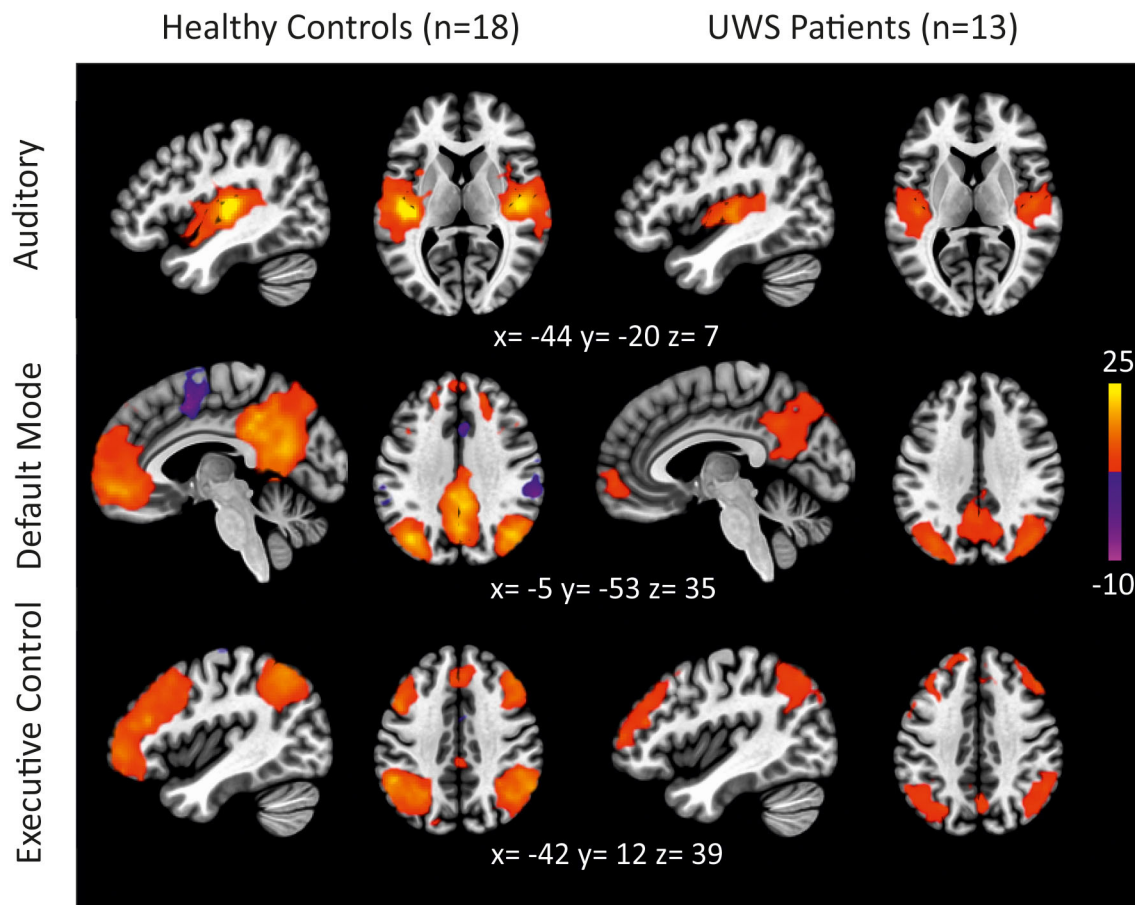 Healthy Controls (n=18)
UWS Patients (n=13)
Auditory
x= -44 y= -20 z= 7
Default Mode
25
-10
x= -5 y= -53 z= 35
Executive Control
x= -42 y= 12 z= 39